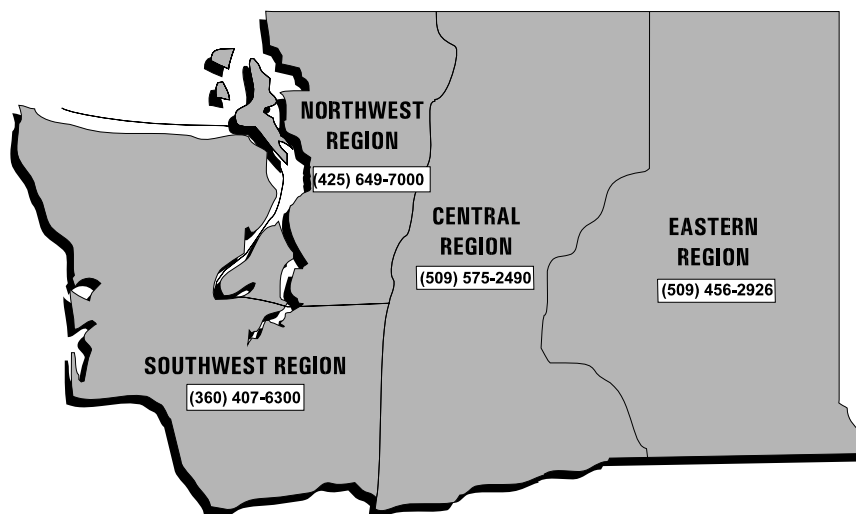 NORTHWEST
REGION
(425) 649-7000
CENTRAL
REGION
(509) 575-2490
EASTERN
REGION
(509) 456-2926
SOUTHWEST REGION
(360) 407-6300